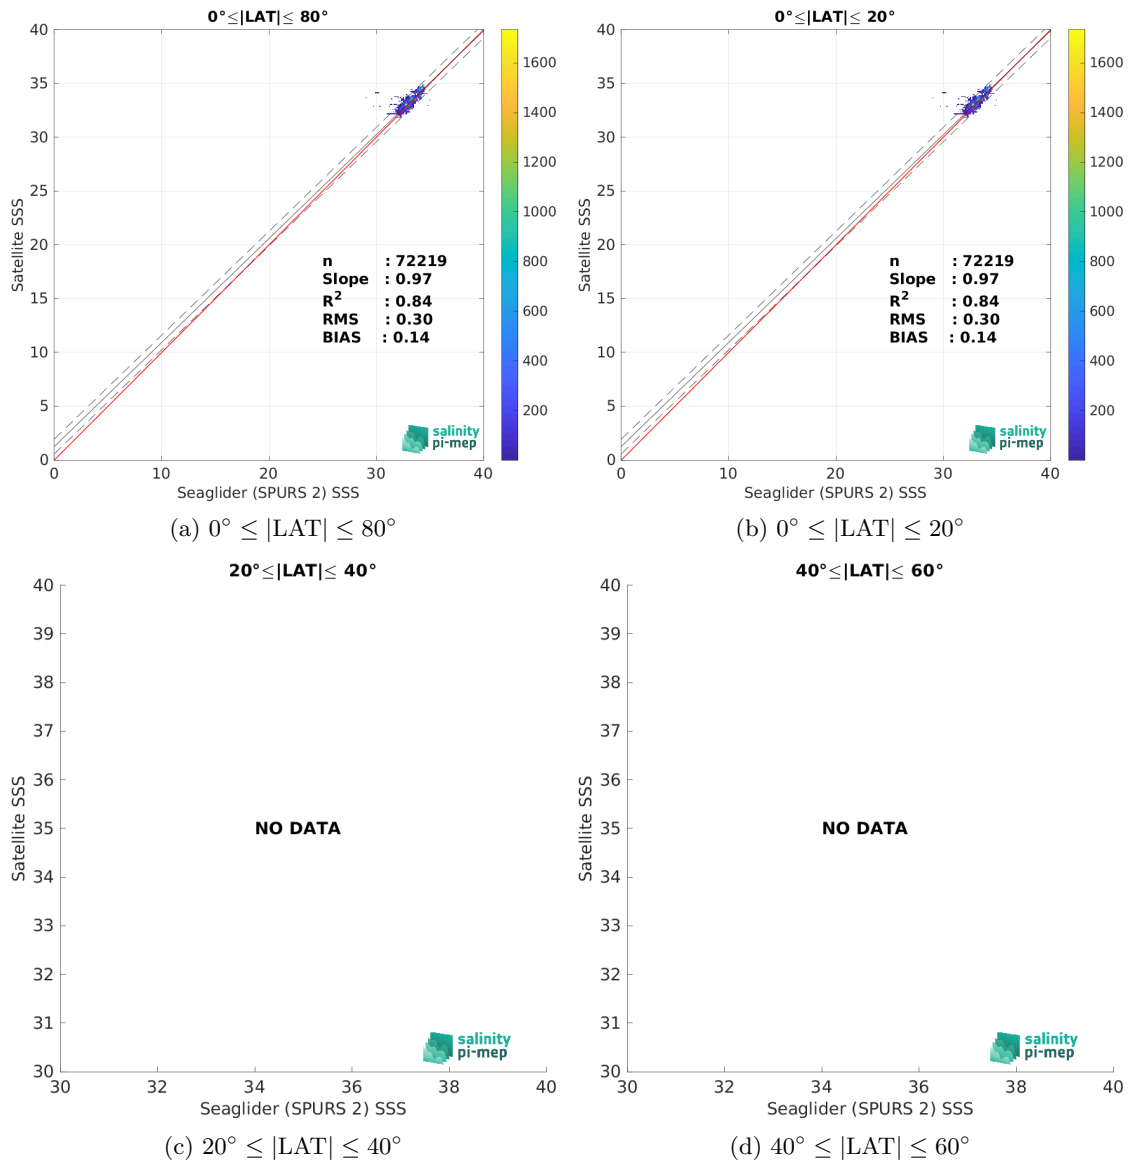 0°≤|LAT|≤ 80°
40
35
30
25
20
15
10
5
0
Satellite SSS
0
10
20
30
40
Seaglider (SPURS 2) SSS
n : 72219
Slope : 0.97
R² : 0.84
RMS : 0.30
BIAS : 0.14
salinity
pi-mep
1600
1400
1200
1000
800
600
400
200
(a) 0° ≤ |LAT| ≤ 80°
0°≤|LAT|≤ 20°
40
35
30
25
20
15
10
5
0
Satellite SSS
0
10
20
30
40
Seaglider (SPURS 2) SSS
n : 72219
Slope : 0.97
R² : 0.84
RMS : 0.30
BIAS : 0.14
salinity
pi-mep
1600
1400
1200
1000
800
600
400
200
(b) 0° ≤ |LAT| ≤ 20°
20°≤|LAT|≤ 40°
40
39
38
37
36
35
34
33
32
31
30
Satellite SSS
NO DATA
salinity
pi-mep
30
32
34
36
38
40
Seaglider (SPURS 2) SSS
(c) 20° ≤ |LAT| ≤ 40°
40°≤|LAT|≤ 60°
40
39
38
37
36
35
34
33
32
31
30
Satellite SSS
NO DATA
salinity
pi-mep
30
32
34
36
38
40
Seaglider (SPURS 2) SSS
(d) 40° ≤ |LAT| ≤ 60°